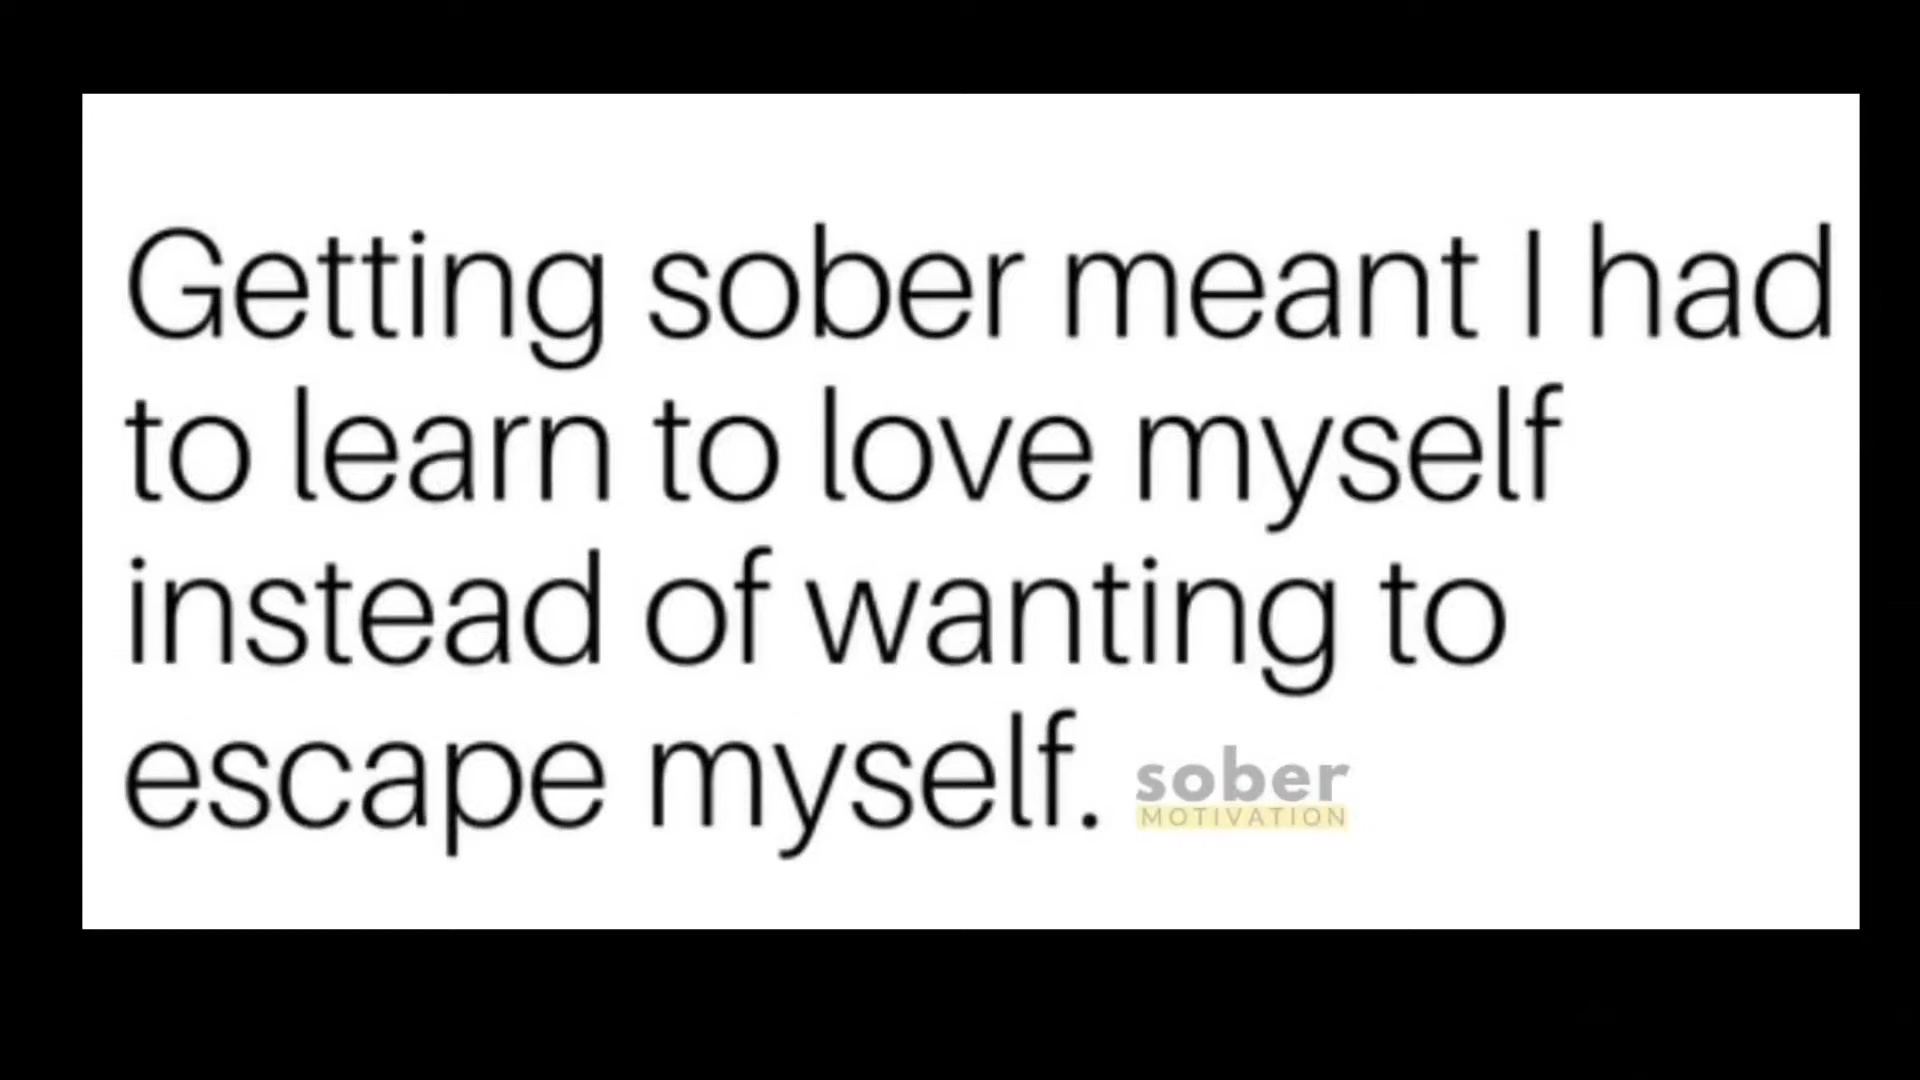 Getting sober meant I had
to learn to love myself
instead of wanting to
escape myself.
sober
MOTIVATION